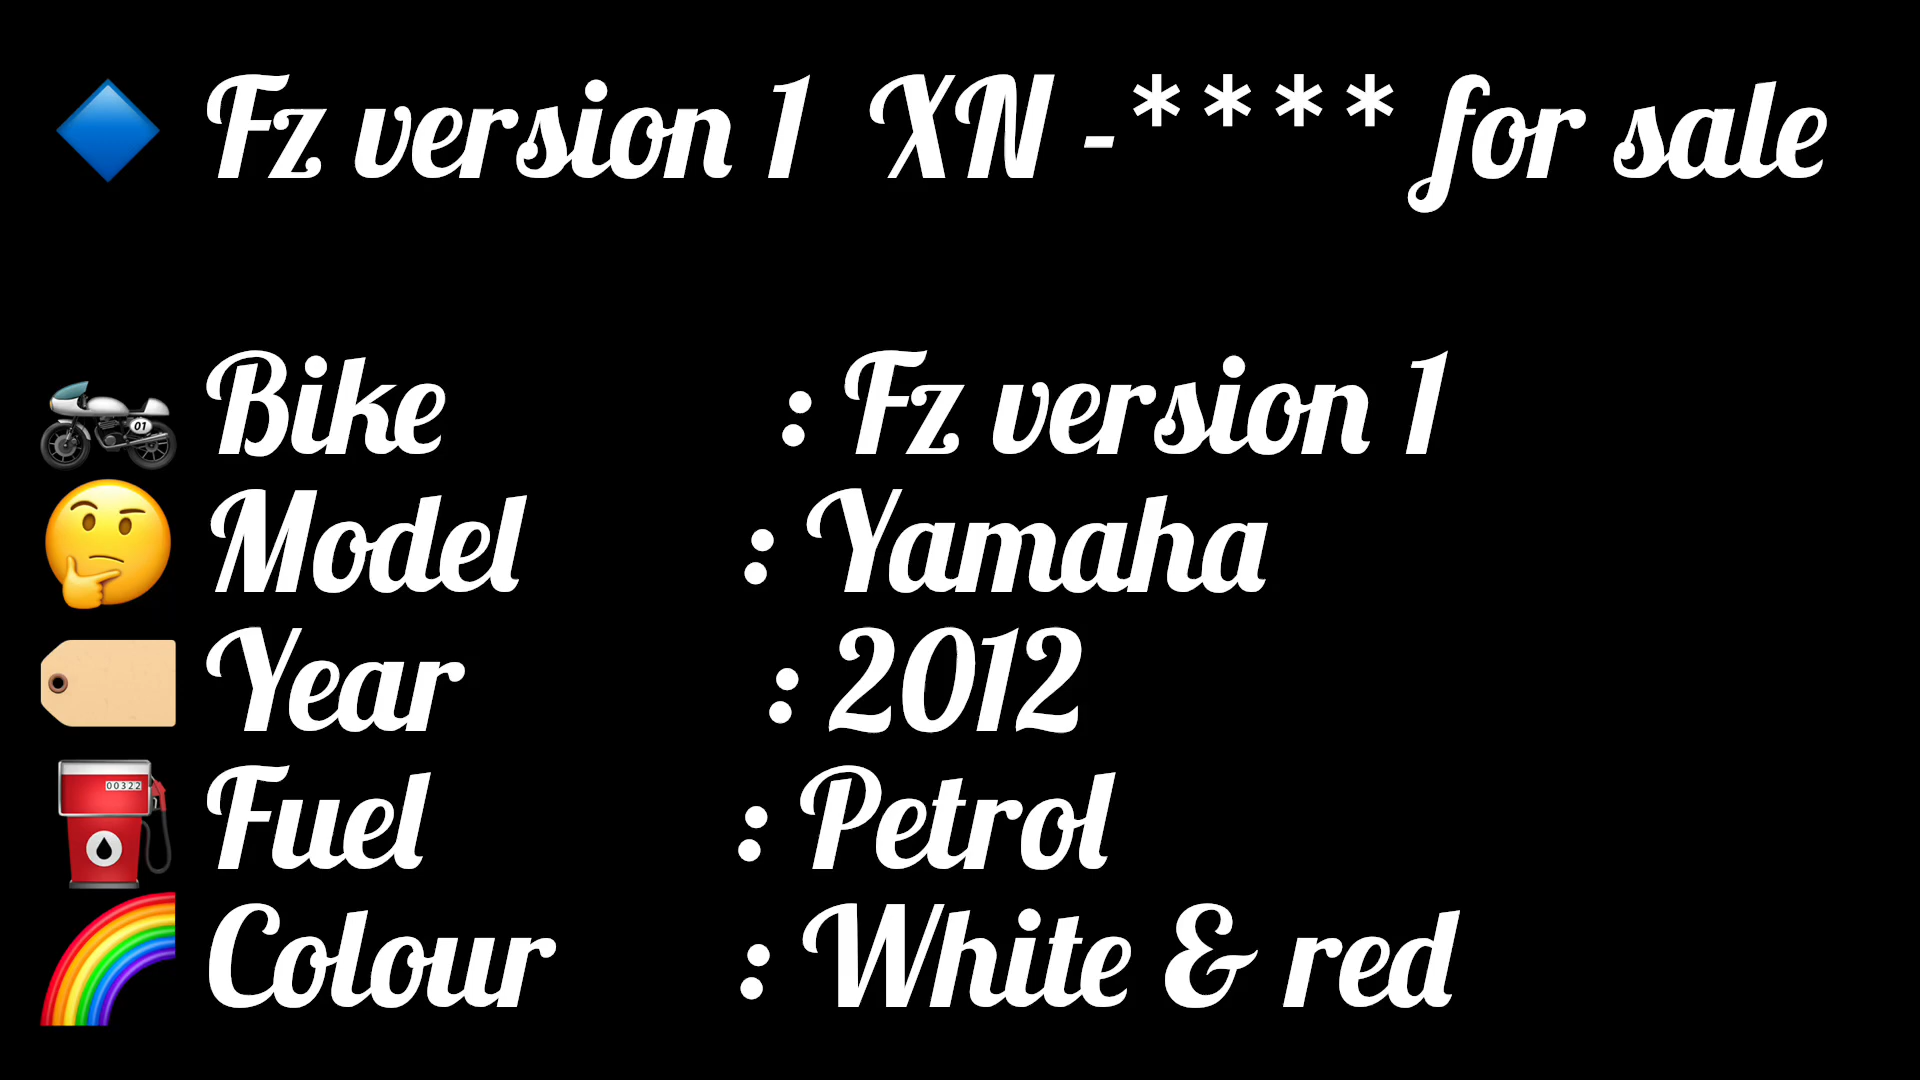 🔷 Fz version 1 XN -**** for sale
🏍 Bike : Fz version 1
🤔 Model : Yamaha
🏷 Year : 2012
⛽ Fuel : Petrol
🌈 Colour : White & red